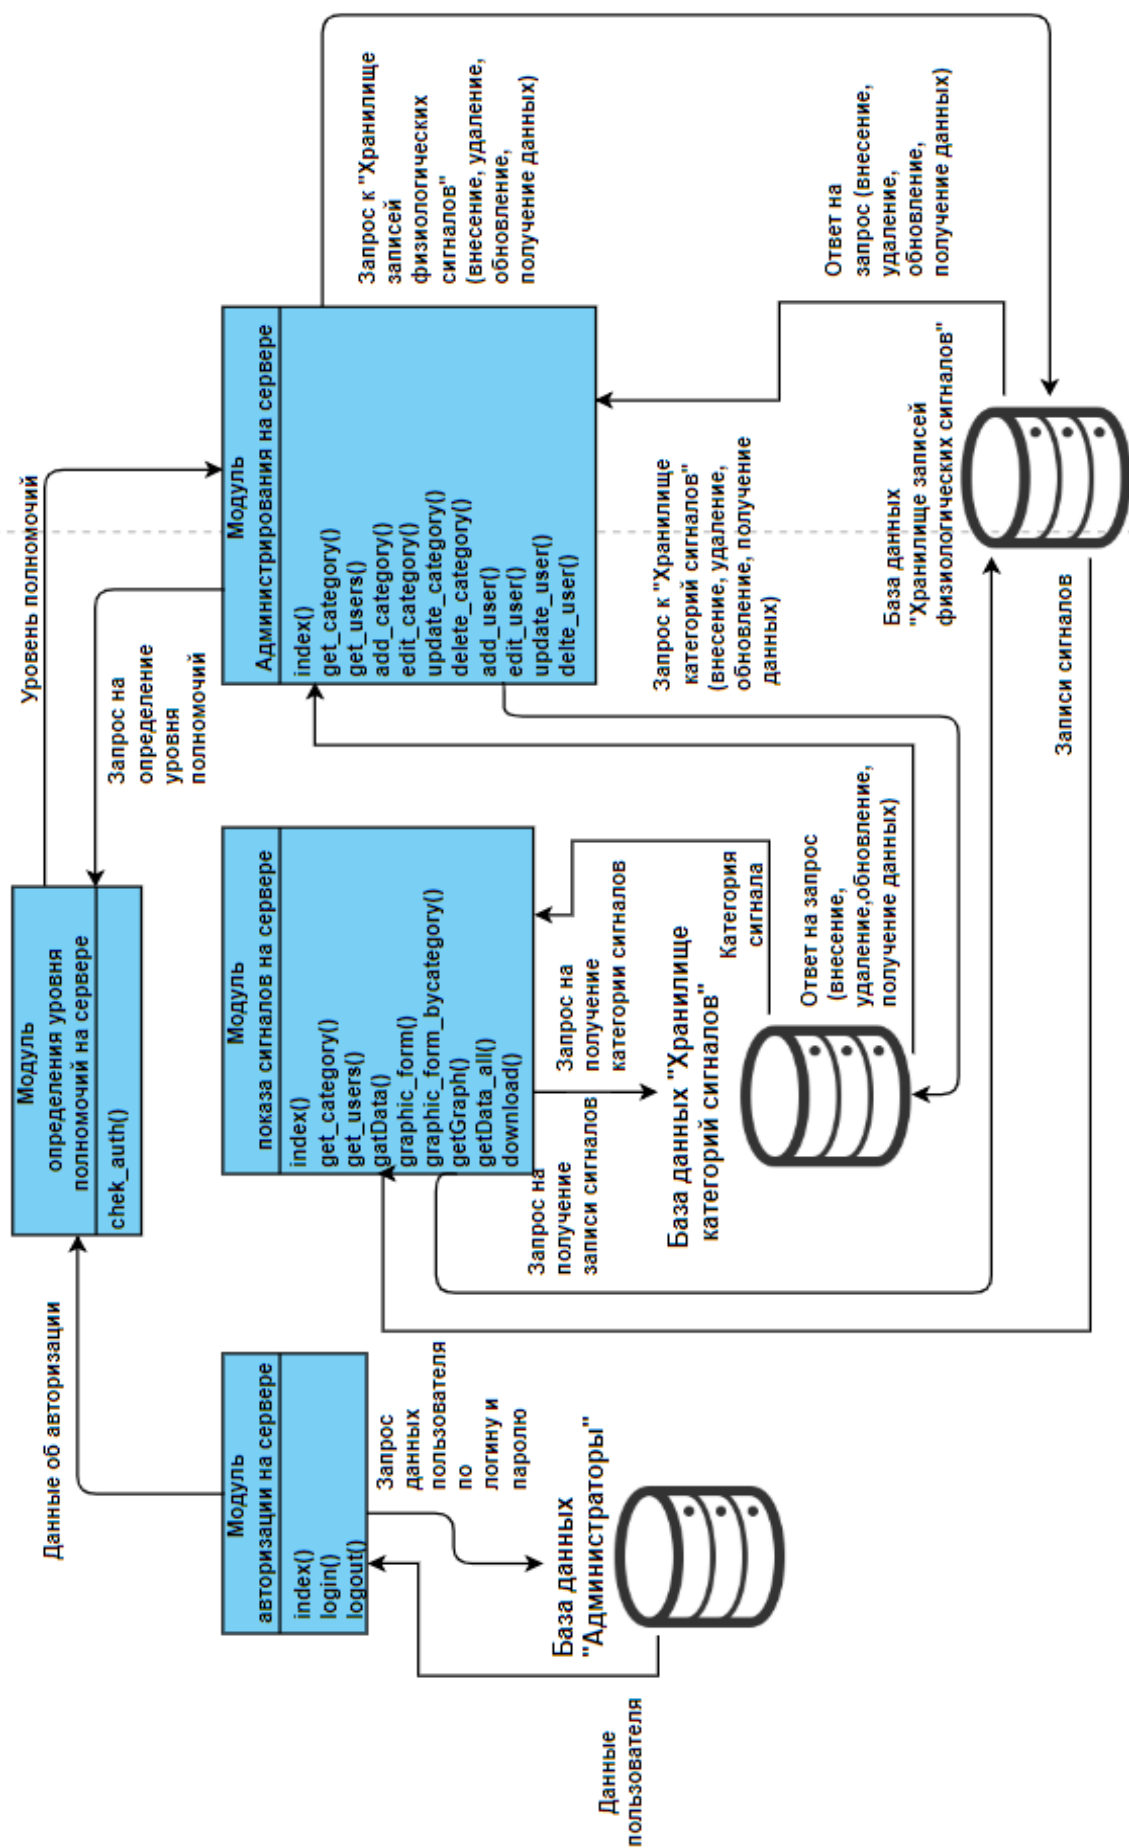 Данные об авторизации
Модуль
определения уровня
полномочий на сервере
chek_auth()
Уровень полномочий
Запрос на
определение
уровня
полномочий
Модуль
авторизации на сервере
index()
login()
logout()
Модуль
показа сигналов на сервере
index()
get_category()
get_users()
gatData()
graphic_form()
graphic_form_bycategory()
getGraph()
getData_all()
download()
Модуль
Администрирования на сервере
index()
get_category()
get_users()
add_category()
edit_category()
update_category()
delete_category()
add_user()
edit_user()
update_user()
delte_user()
Запрос к "Хранилище
записей
физиологических
сигналов"
(внесение, удаление,
обновление,
получение данных)
Запрос
данных
пользователя
по
логину и
паролю
База данных
"Администраторы"
Данные
пользователя
Запрос на
получение
записи сигналов
Запрос на
получение
категории сигналов
База данных "Хранилище
категорий сигналов"
Категория
сигнала
Ответ на запрос
(внесение,
удаление,обновление,
получение данных)
Запрос к "Хранилище
категорий сигналов"
(внесение, удаление,
обновление, получение
данных)
Ответ на
запрос (внесение,
удаление,
обновление,
получение данных)
База данных
"Хранилище записей
физиологических сигналов"
Записи сигналов